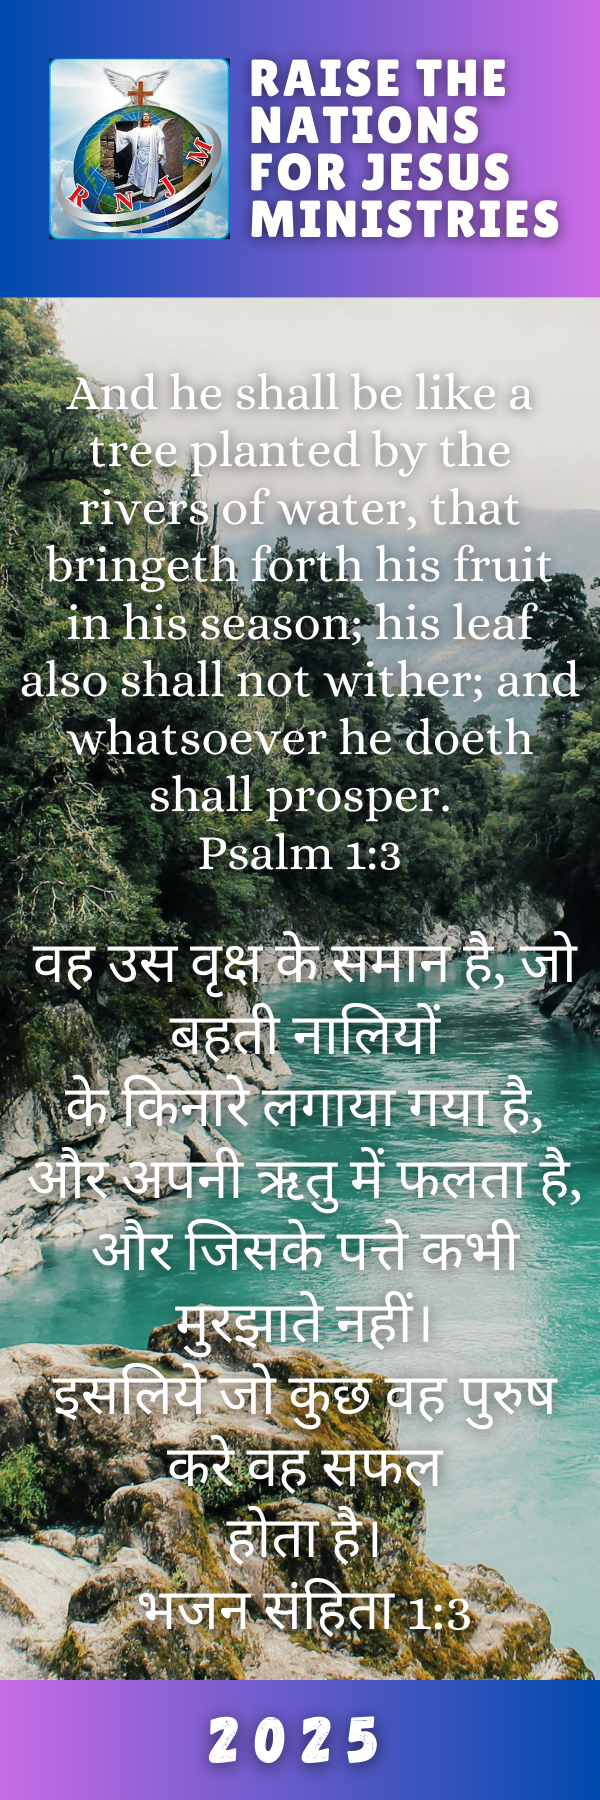 R N J M
RAISE THE
NATIONS
FOR JESUS
MINISTRIES
And he shall be like a
tree planted by the
rivers of water, that
bringeth forth his fruit
in his season; his leaf
also shall not wither; and
whatsoever he doeth
shall prosper.
Psalm 1:3
वह उस वृक्ष के समान है, जो
बहती नालियों
के किनारे लगाया गया है,
और अपनी ऋतु में फलता है,
और जिसके पत्ते कभी
मुरझाते नहीं।
इसलिये जो कुछ वह पुरुष
करे वह सफल
होता है।
भजन संहिता 1:3
2025